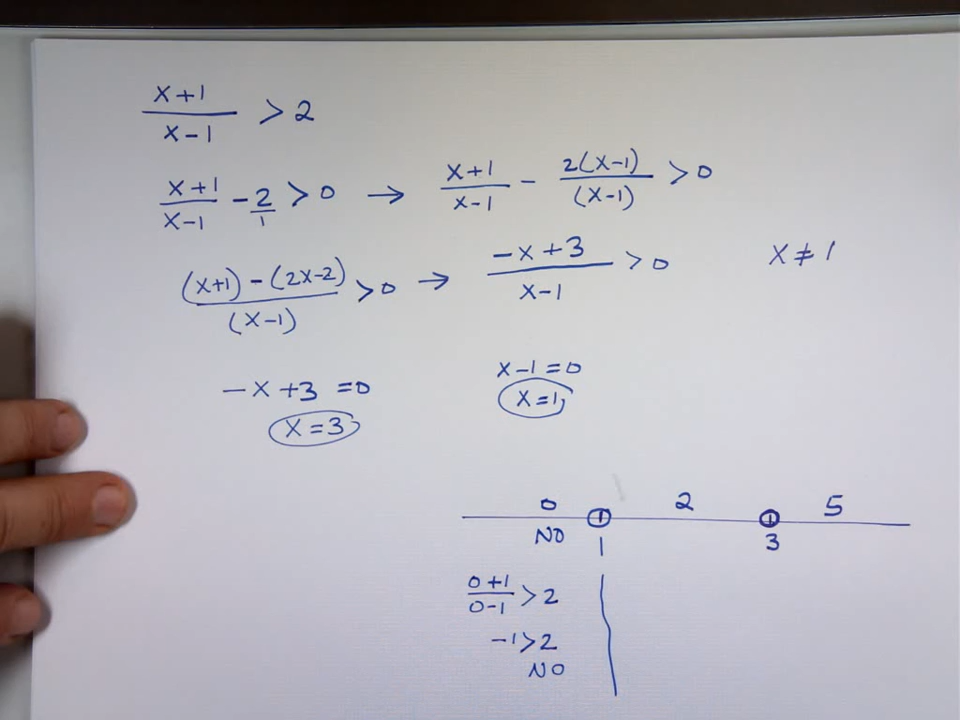 x+1/x-1 > 2
x+1/x-1 - 2/1 > 0 → x+1/x-1 - 2(x-1)/(x-1) > 0
(x+1)-(2x-2)/(x-1) > 0 → -x+3/x-1 > 0 x≠1
-x+3=0 x-1=0
x=3 x=1
0 2 5
NO 1 3
0+1/0-1 > 2
-1>2
NO